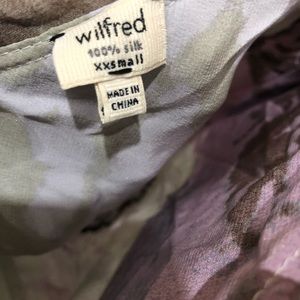 wilfred
100% silk
xxsmall
MADE IN
CHINA